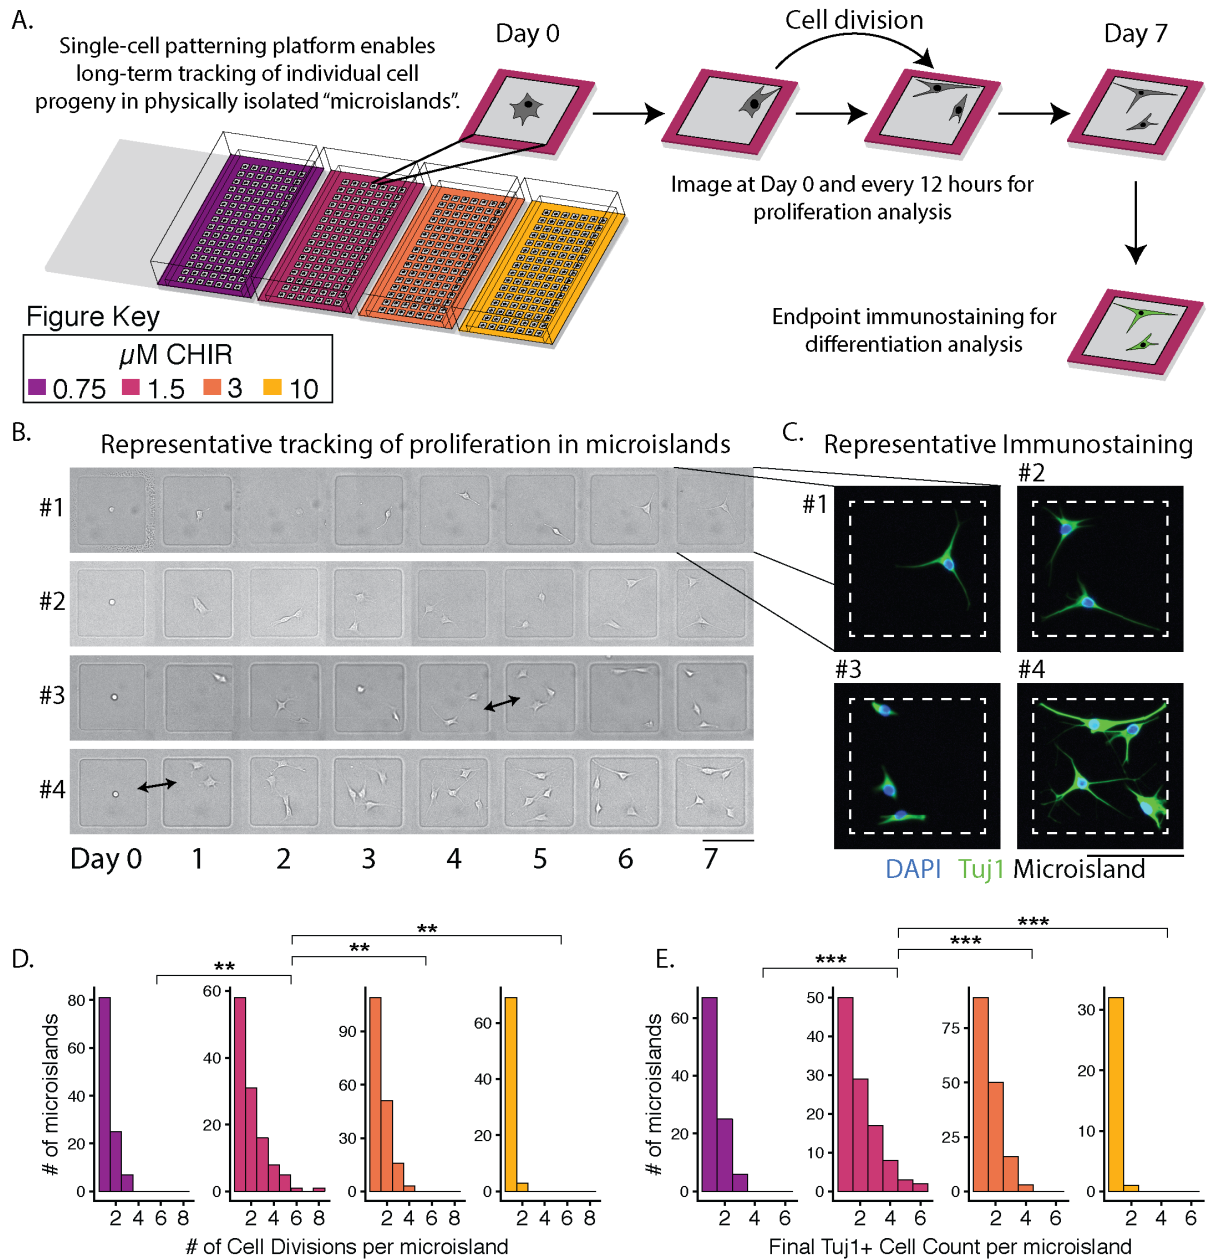 A.
Single-cell patterning platform enables
long-term tracking of individual cell
progeny in physically isolated “microislands”.
Day 0
Cell division
Day 7
Image at Day 0 and every 12 hours for
proliferation analysis
Endpoint immunostaining for
differentiation analysis
Figure Key
µM CHIR
0.75 1.5 3 10
B.
Representative tracking of proliferation in microislands
#1
#2
#3
#4
Day 0 1 2 3 4 5 6 7
C.
Representative Immunostaining
#1
#2
#3
#4
DAPI Tuj1 Microisland
D.
** ** **
# of microislands
80
60
40
20
0
2 4 6 8
60
40
20
0
2 4 6 8
90
60
30
0
2 4 6 8
60
40
20
0
2 4 6 8
# of Cell Divisions per microisland
E.
*** *** ***
# of microislands
60
40
20
0
2 4 6
50
40
30
20
10
0
2 4 6
75
50
25
0
2 4 6
30
20
10
0
2 4 6
Final Tuj1+ Cell Count per microisland